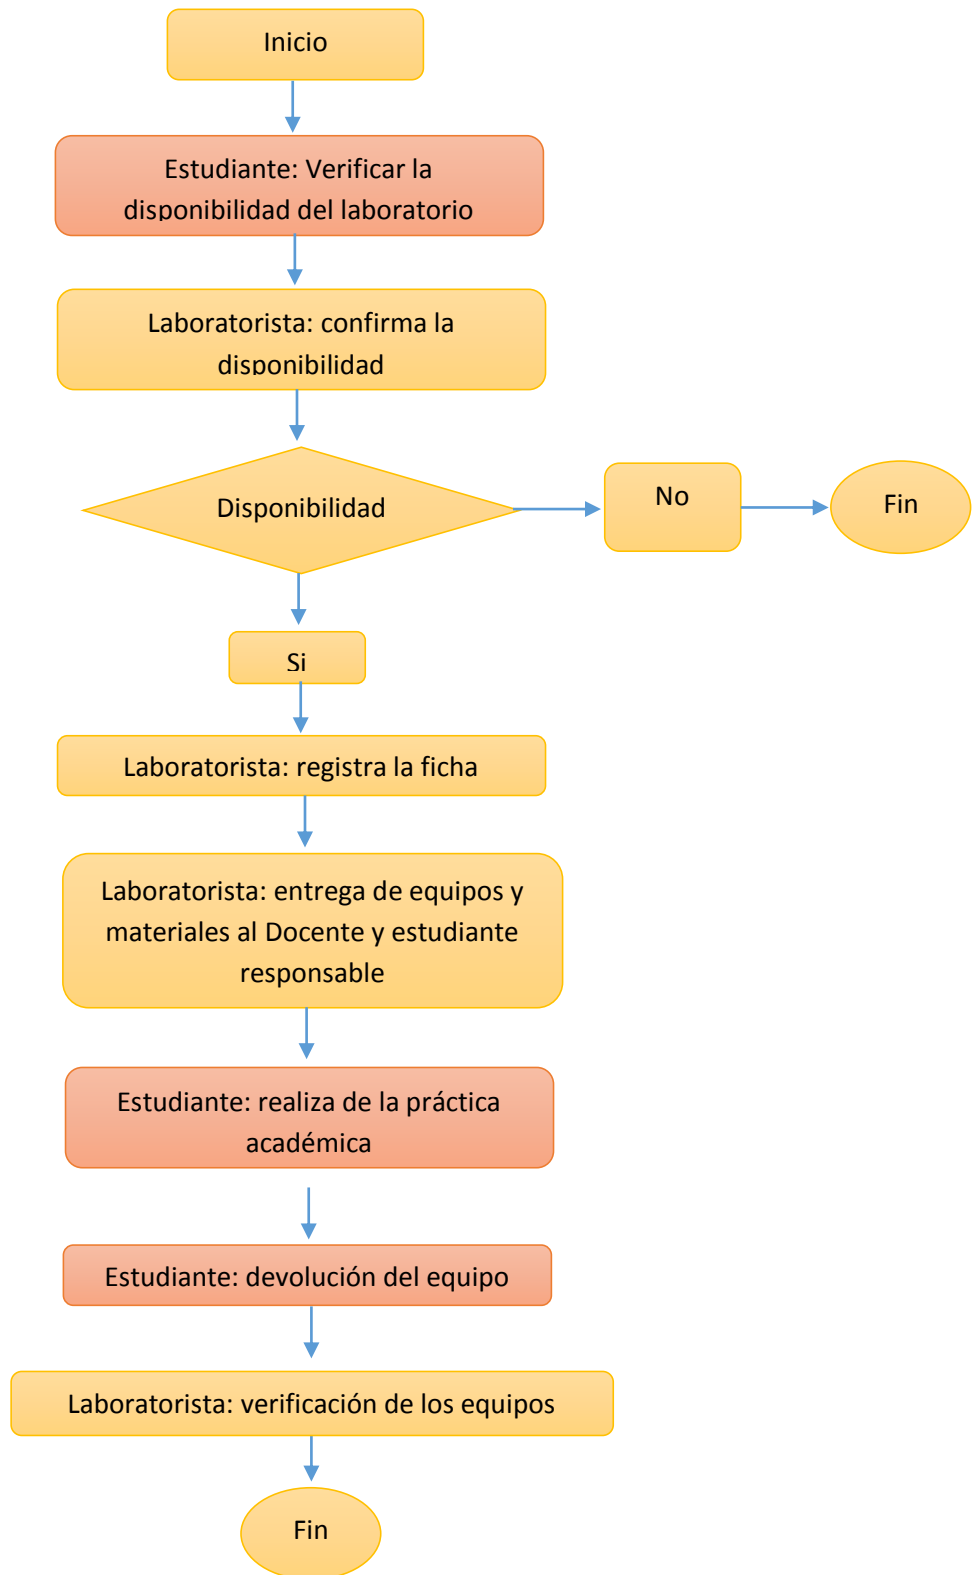 Inicio
Estudiante: Verificar la
disponibilidad del laboratorio
Laboratorista: confirma la
disponibilidad
Disponibilidad
No
Fin
Si
Laboratorista: registra la ficha
Laboratorista: entrega de equipos y
materiales al Docente y estudiante
responsable
Estudiante: realiza de la práctica
académica
Estudiante: devolución del equipo
Laboratorista: verificación de los equipos
Fin